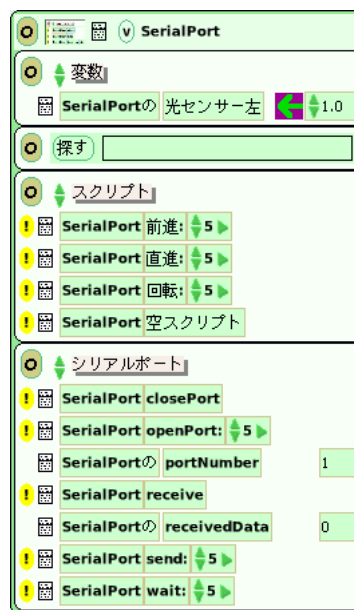 SerialPort
変数
SerialPortの 光センサー左 1.0
探す
スクリプト
! SerialPort 前進: 5
! SerialPort 直進: 5
! SerialPort 回転: 5
! SerialPort 空スクリプト
シリアルポート
! SerialPort closePort
! SerialPort openPort: 5
SerialPortの portNumber 1
! SerialPort receive
SerialPortの receivedData 0
! SerialPort send: 5
! SerialPort wait: 5